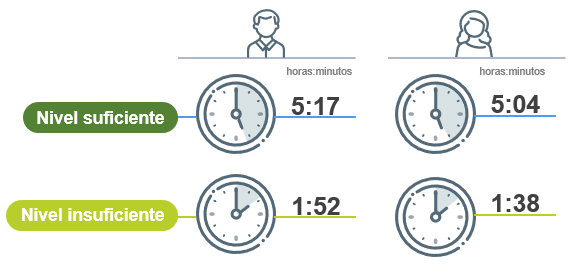 horas:minutos horas:minutos
Nivel suficiente 5:17 5:04
Nivel insuficiente 1:52 1:38